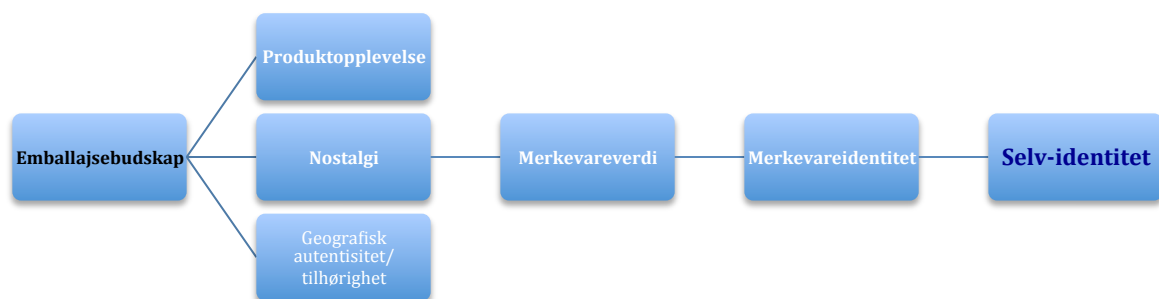 Emballajsebudskap
Produktopplevelse
Nostalgi
Geografisk
autentisitet/
tilhørighet
Merkevareverdi
Merkevareidentitet
Selv-identitet